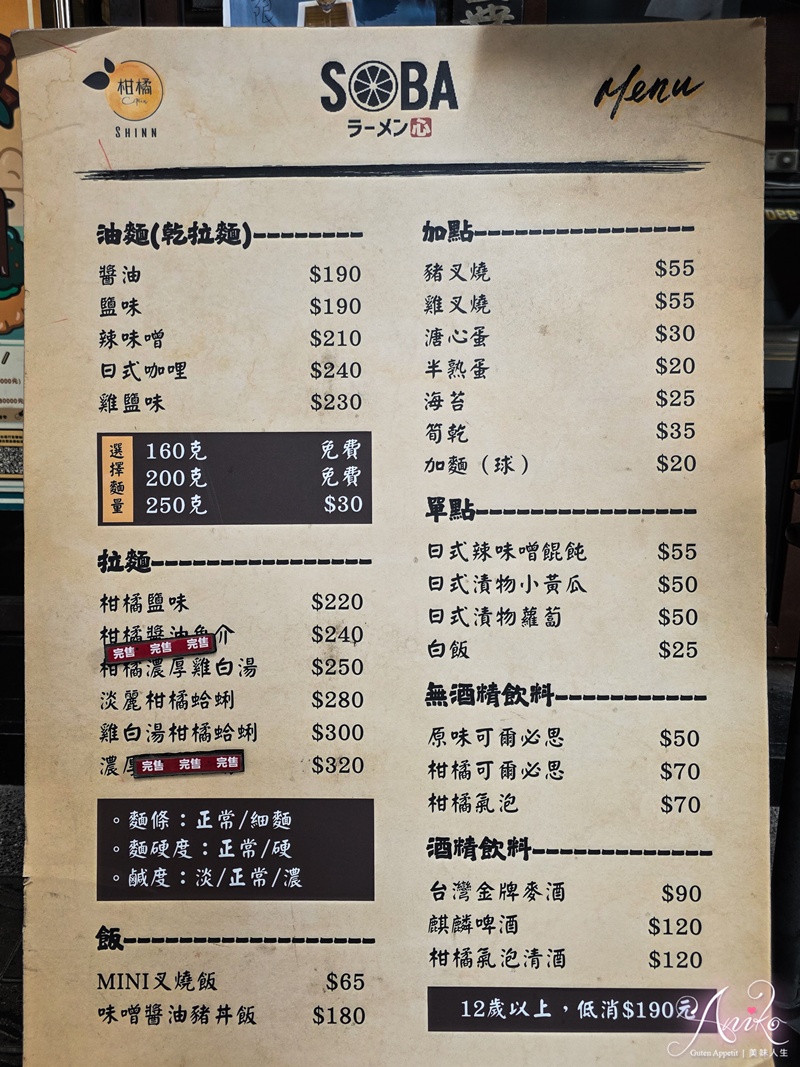 柑橘
SHINN
SOBA
ラーメン心
Menu
油麵(乾拉麵)
醬油 $190
鹽味 $190
辣味噌 $210
日式咖哩 $240
雞鹽味 $230
選擇麵量
160克 免費
200克 免費
250克 $30
拉麵
柑橘鹽味 $220
柑橘醬油魚介 $240
完售 完售 完售
柑橘濃厚雞白湯 $250
淡麗柑橘蛤蜊 $280
雞白湯柑橘蛤蜊 $300
濃厚 $320
完售 完售 完售
◦麵條：正常/細麵
◦麵硬度：正常/硬
◦鹹度：淡/正常/濃
飯
MINI叉燒飯 $65
味噌醬油豬丼飯 $180
加點
豬叉燒 $55
雞叉燒 $55
溏心蛋 $30
半熟蛋 $20
海苔 $25
筍乾 $35
加麵（球） $20
單點
日式辣味噌餛飩 $55
日式漬物小黃瓜 $50
日式漬物蘿蔔 $50
白飯 $25
無酒精飲料
原味可爾必思 $50
柑橘可爾必思 $70
柑橘氣泡 $70
酒精飲料
台灣金牌麥酒 $90
麒麟啤酒 $120
柑橘氣泡清酒 $120
12歲以上，低消$190元
Aniko
Guten Appetit | 美味人生